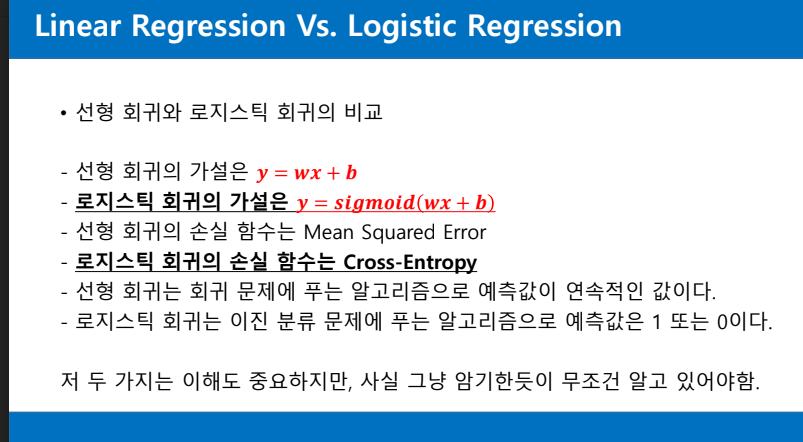 Linear Regression Vs. Logistic Regression
• 선형 회귀와 로지스틱 회귀의 비교
- 선형 회귀의 가설은 y = wx + b
- 로지스틱 회귀의 가설은 y = sigmoid(wx + b)
- 선형 회귀의 손실 함수는 Mean Squared Error
- 로지스틱 회귀의 손실 함수는 Cross-Entropy
- 선형 회귀는 회귀 문제에 푸는 알고리즘으로 예측값이 연속적인 값이다.
- 로지스틱 회귀는 이진 분류 문제에 푸는 알고리즘으로 예측값은 1 또는 0이다.
저 두 가지는 이해도 중요하지만, 사실 그냥 암기한듯이 무조건 알고 있어야함.